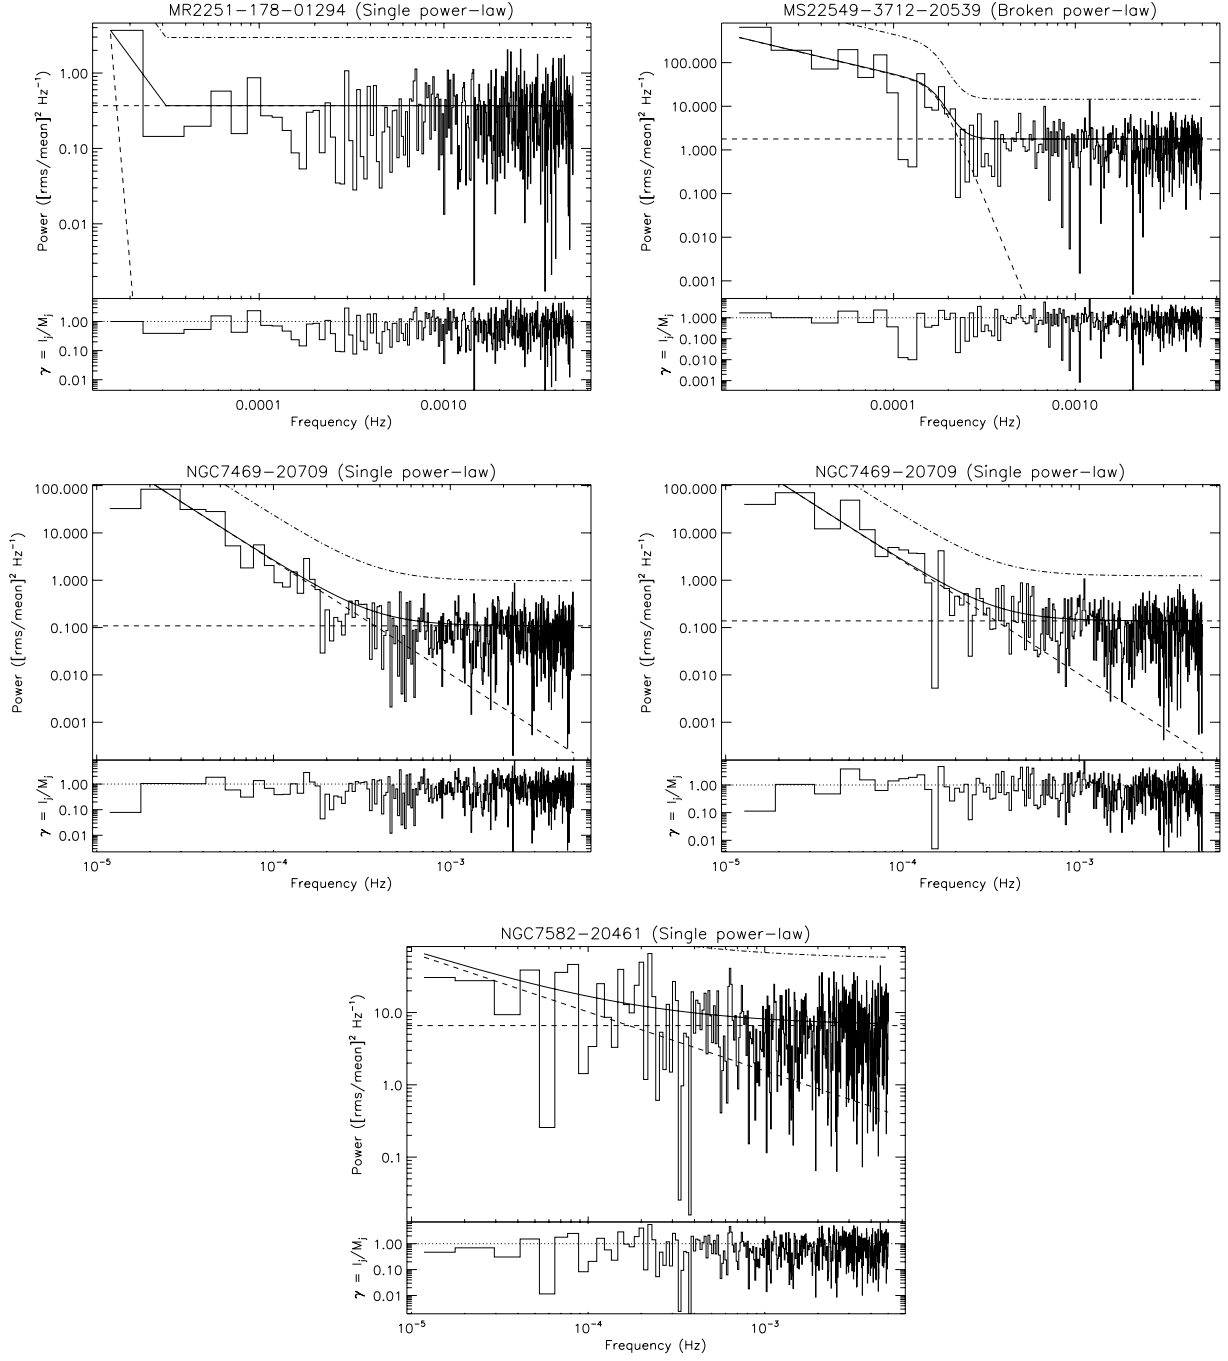 MR2251-178-01294 (Single power-law)
1.00
0.10
0.01
Power ([rms/mean]² Hz⁻¹)
1.00
0.10
0.01
γ = Iⱼ/Mⱼ
0.0001 0.0010
Frequency (Hz)
MS22549-3712-20539 (Broken power-law)
100.000
10.000
1.000
0.100
0.010
0.001
Power ([rms/mean]² Hz⁻¹)
1.000
0.100
0.010
0.001
γ = Iⱼ/Mⱼ
0.0001 0.0010
Frequency (Hz)
NGC7469-20709 (Single power-law)
100.000
10.000
1.000
0.100
0.010
0.001
Power ([rms/mean]² Hz⁻¹)
1.00
0.10
0.01
γ = Iⱼ/Mⱼ
10⁻⁵ 10⁻⁴ 10⁻³
Frequency (Hz)
NGC7469-20709 (Single power-law)
100.000
10.000
1.000
0.100
0.010
0.001
Power ([rms/mean]² Hz⁻¹)
1.00
0.10
0.01
γ = Iⱼ/Mⱼ
10⁻⁵ 10⁻⁴ 10⁻³
Frequency (Hz)
NGC7582-20461 (Single power-law)
10.0
1.0
0.1
Power ([rms/mean]² Hz⁻¹)
1.00
0.10
0.01
γ = Iⱼ/Mⱼ
10⁻⁵ 10⁻⁴ 10⁻³
Frequency (Hz)